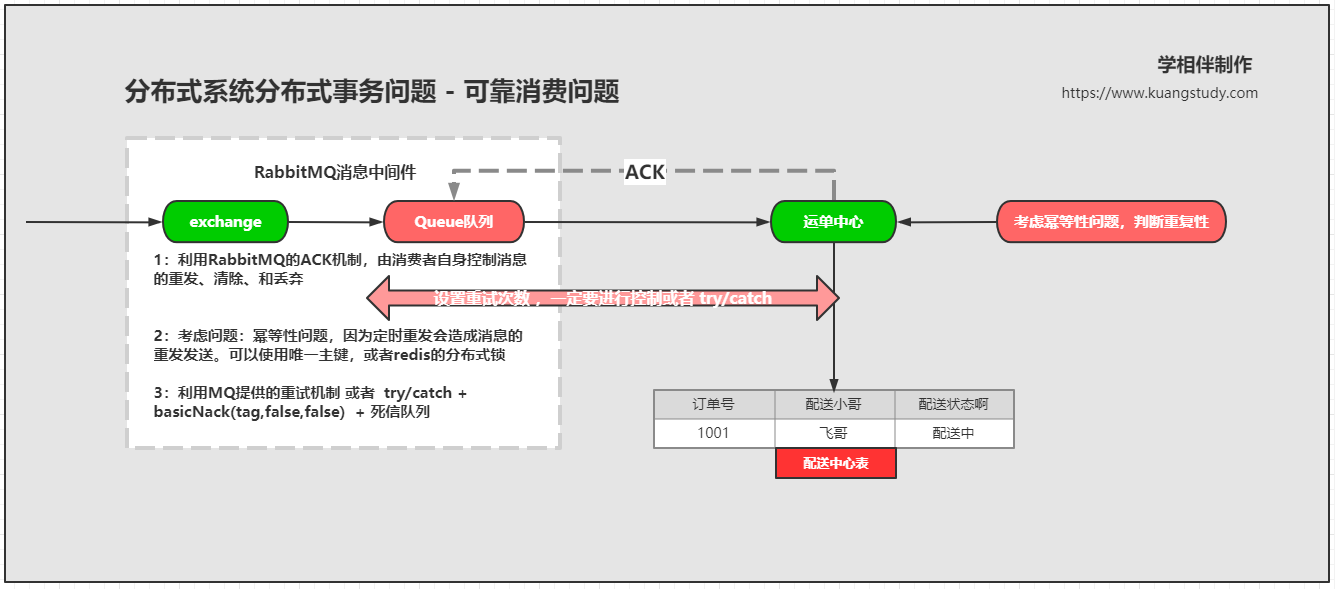 学相伴制作
https://www.kuangstudy.com
分布式系统分布式事务问题 - 可靠消费问题
RabbitMQ消息中间件
ACK
exchange
Queue队列
运单中心
考虑幂等性问题，判断重复性
1：利用RabbitMQ的ACK机制，由消费者自身控制消息
的重发、清除、和丢弃
设置重试次数 ，一定要进行控制或者 try/catch
2：考虑问题：幂等性问题，因为定时重发会造成消息的
重发发送。可以使用唯一主键，或者redis的分布式锁
3：利用MQ提供的重试机制 或者 try/catch +
basicNack(tag,false,false) + 死信队列
订单号 配送小哥 配送状态啊
1001 飞哥 配送中
配送中心表